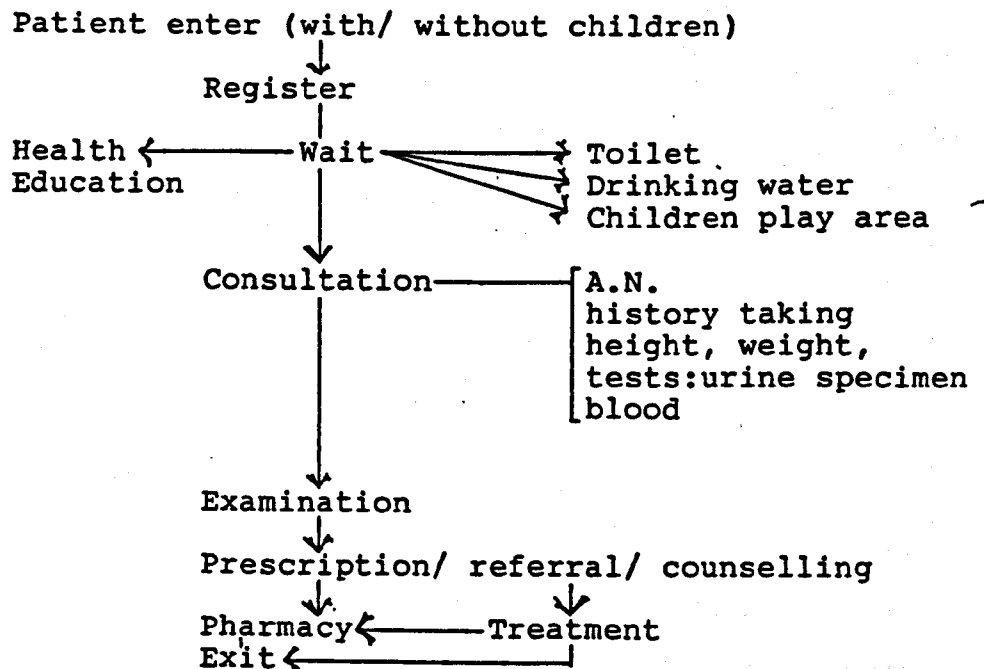 Patient enter (with/ without children)
Register
Health Wait Toilet
Education Drinking water
Children play area
Consultation A.N.
history taking
height, weight,
tests:urine specimen
blood
Examination
Prescription/ referral/ counselling
Pharmacy Treatment
Exit